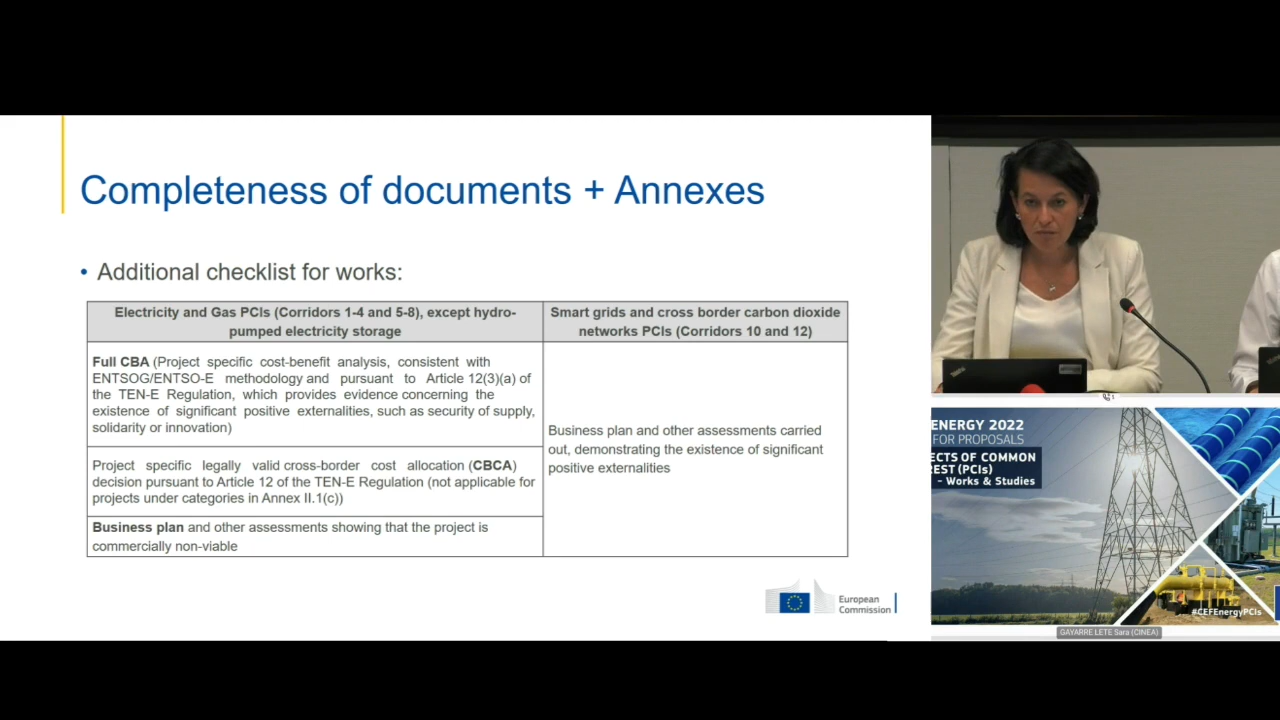 Completeness of documents + Annexes
• Additional checklist for works:
Electricity and Gas PCIs (Corridors 1-4 and 5-8), except hydro-
pumped electricity storage
Smart grids and cross border carbon dioxide
networks PCIs (Corridors 10 and 12)
Full CBA (Project specific cost-benefit analysis, consistent with
ENTSOG/ENTSO-E methodology and pursuant to Article 12(3)(a) of
the TEN-E Regulation, which provides evidence concerning the
existence of significant positive externalities, such as security of supply,
solidarity or innovation)
Project specific legally valid cross-border cost allocation (CBCA)
decision pursuant to Article 12 of the TEN-E Regulation (not applicable for
projects under categories in Annex II.1(c))
Business plan and other assessments showing that the project is
commercially non-viable
Business plan and other assessments carried
out, demonstrating the existence of significant
positive externalities
European
Commission
ENERGY 2022
FOR PROPOSALS
ECTS OF COMMON
REST (PCIs)
- Works & Studies
#CEFEnergyPCIs
GAYARRE LETE Sara (CINEA)